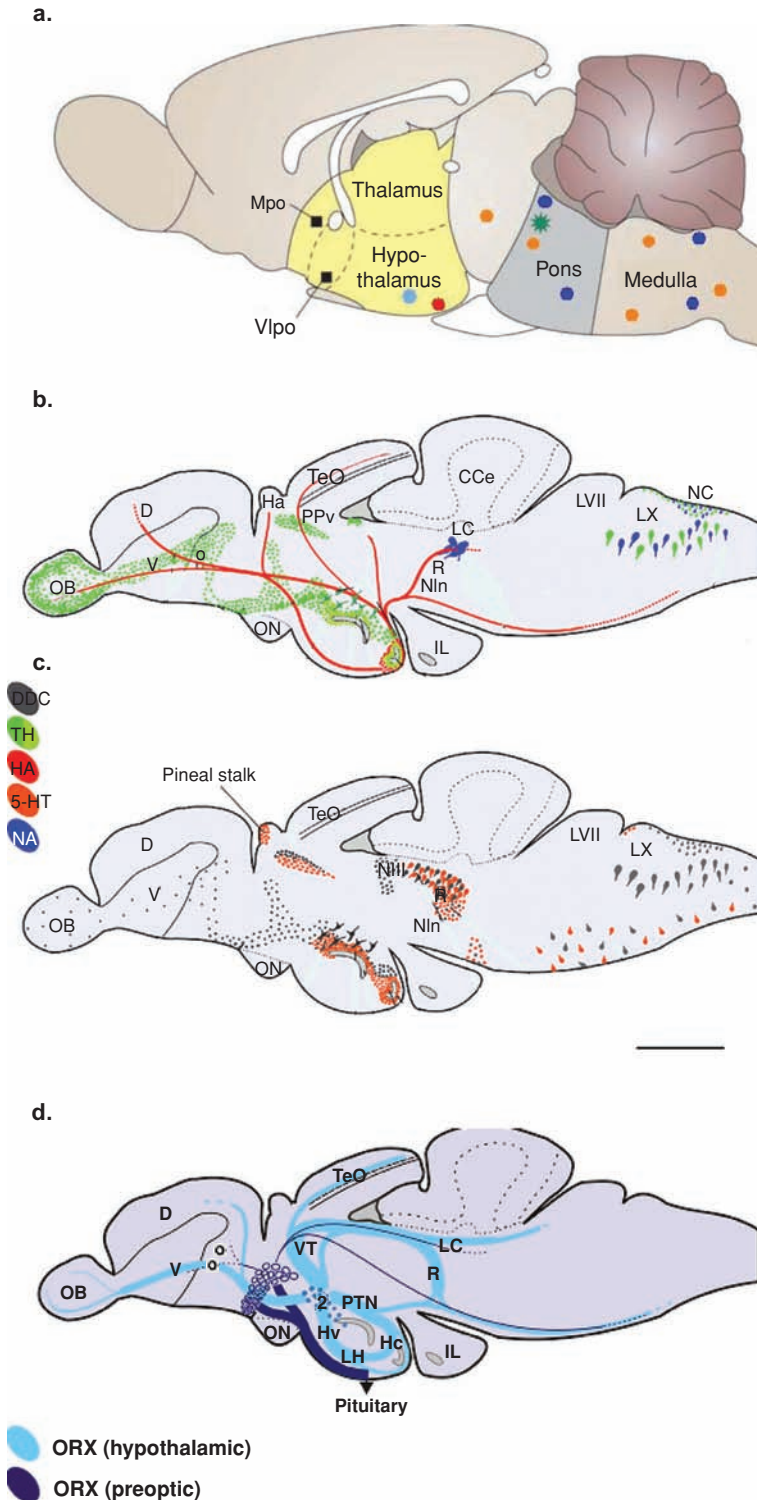 a.
Mpo
Thalamus
Hypo-
thalamus
Pons
Medulla
Vlpo
b.
D
Ha
TeO
PPv
CCe
LVII
NC
LX
LC
R
V
o
OB
Nln
ON
IL
c.
DDC
TH
HA
5-HT
NA
Pineal stalk
TeO
D
LVII
LX
NIII
V
OB
Nln
ON
d.
TeO
D
VT
LC
V
R
OB
2
PTN
ON
Hv
Hc
LH
IL
Pituitary
ORX (hypothalamic)
ORX (preoptic)